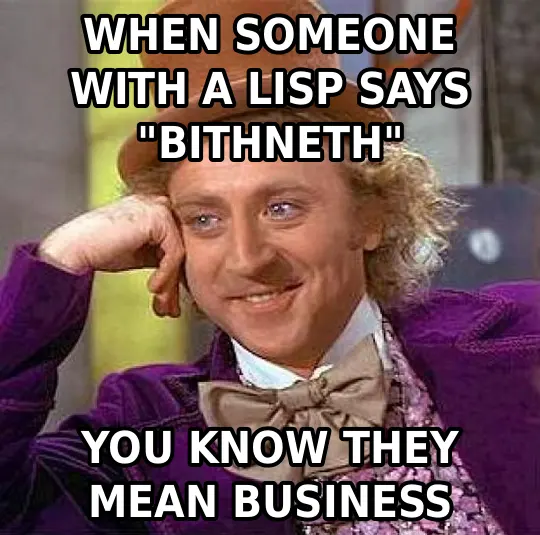 WHEN SOMEONE
WITH A LISP SAYS
"BITHNETH"
YOU KNOW THEY
MEAN BUSINESS